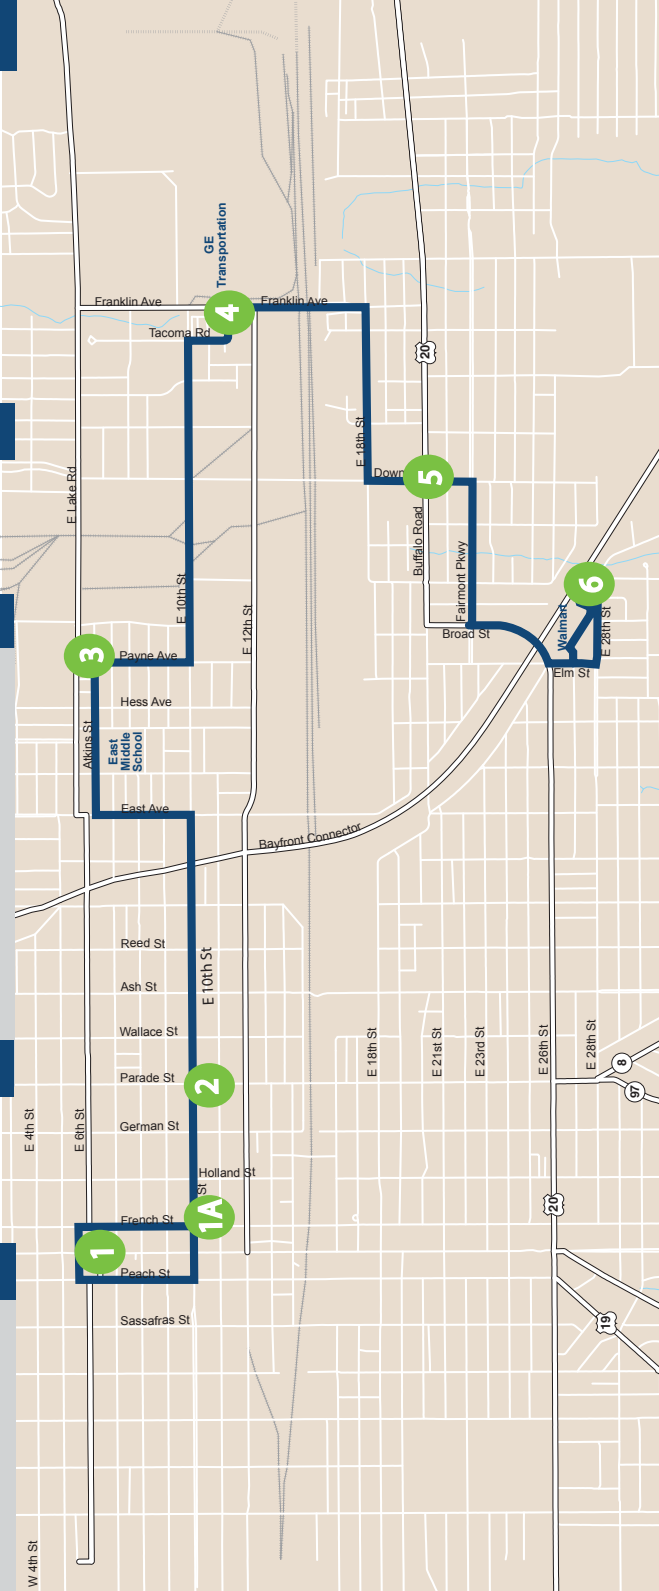 GE
Transportation
Franklin Ave
Franklin Ave
4
Tacoma Rd
20
E 18th St
E Lake Rd
Down
5
Buffalo Road
E 10th St
Fairmont Pkwy
6
E 12th St
Walmart
E 28th St
Broad St
3
Payne Ave
Elm St
Hess Ave
Atkins St
East
Middle
School
East Ave
Bayfront Connector
Reed St
E 10th St
Ash St
Wallace St
E 18th St
E 21st St
E 23rd St
E 26th St
E 28th St
8
97
Parade St
2
E 4th St
E 6th St
German St
Holland St
St
French St
1A
20
1
Peach St
Sassafras St
19
W 4th St